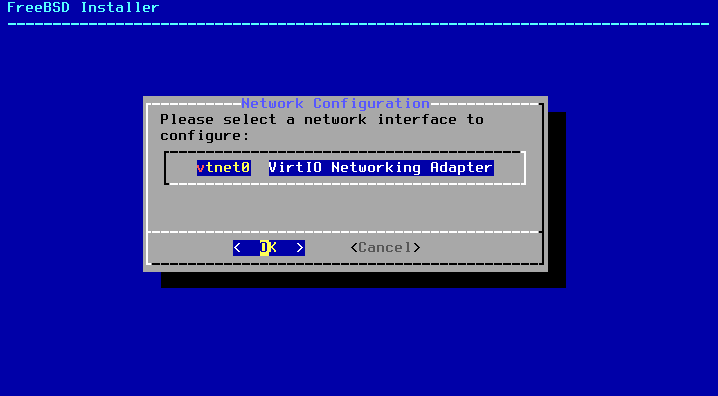 FreeBSD Installer
Network Configuration
Please select a network interface to
configure:
vtnet0 VirtIO Networking Adapter
< OK > <Cancel>